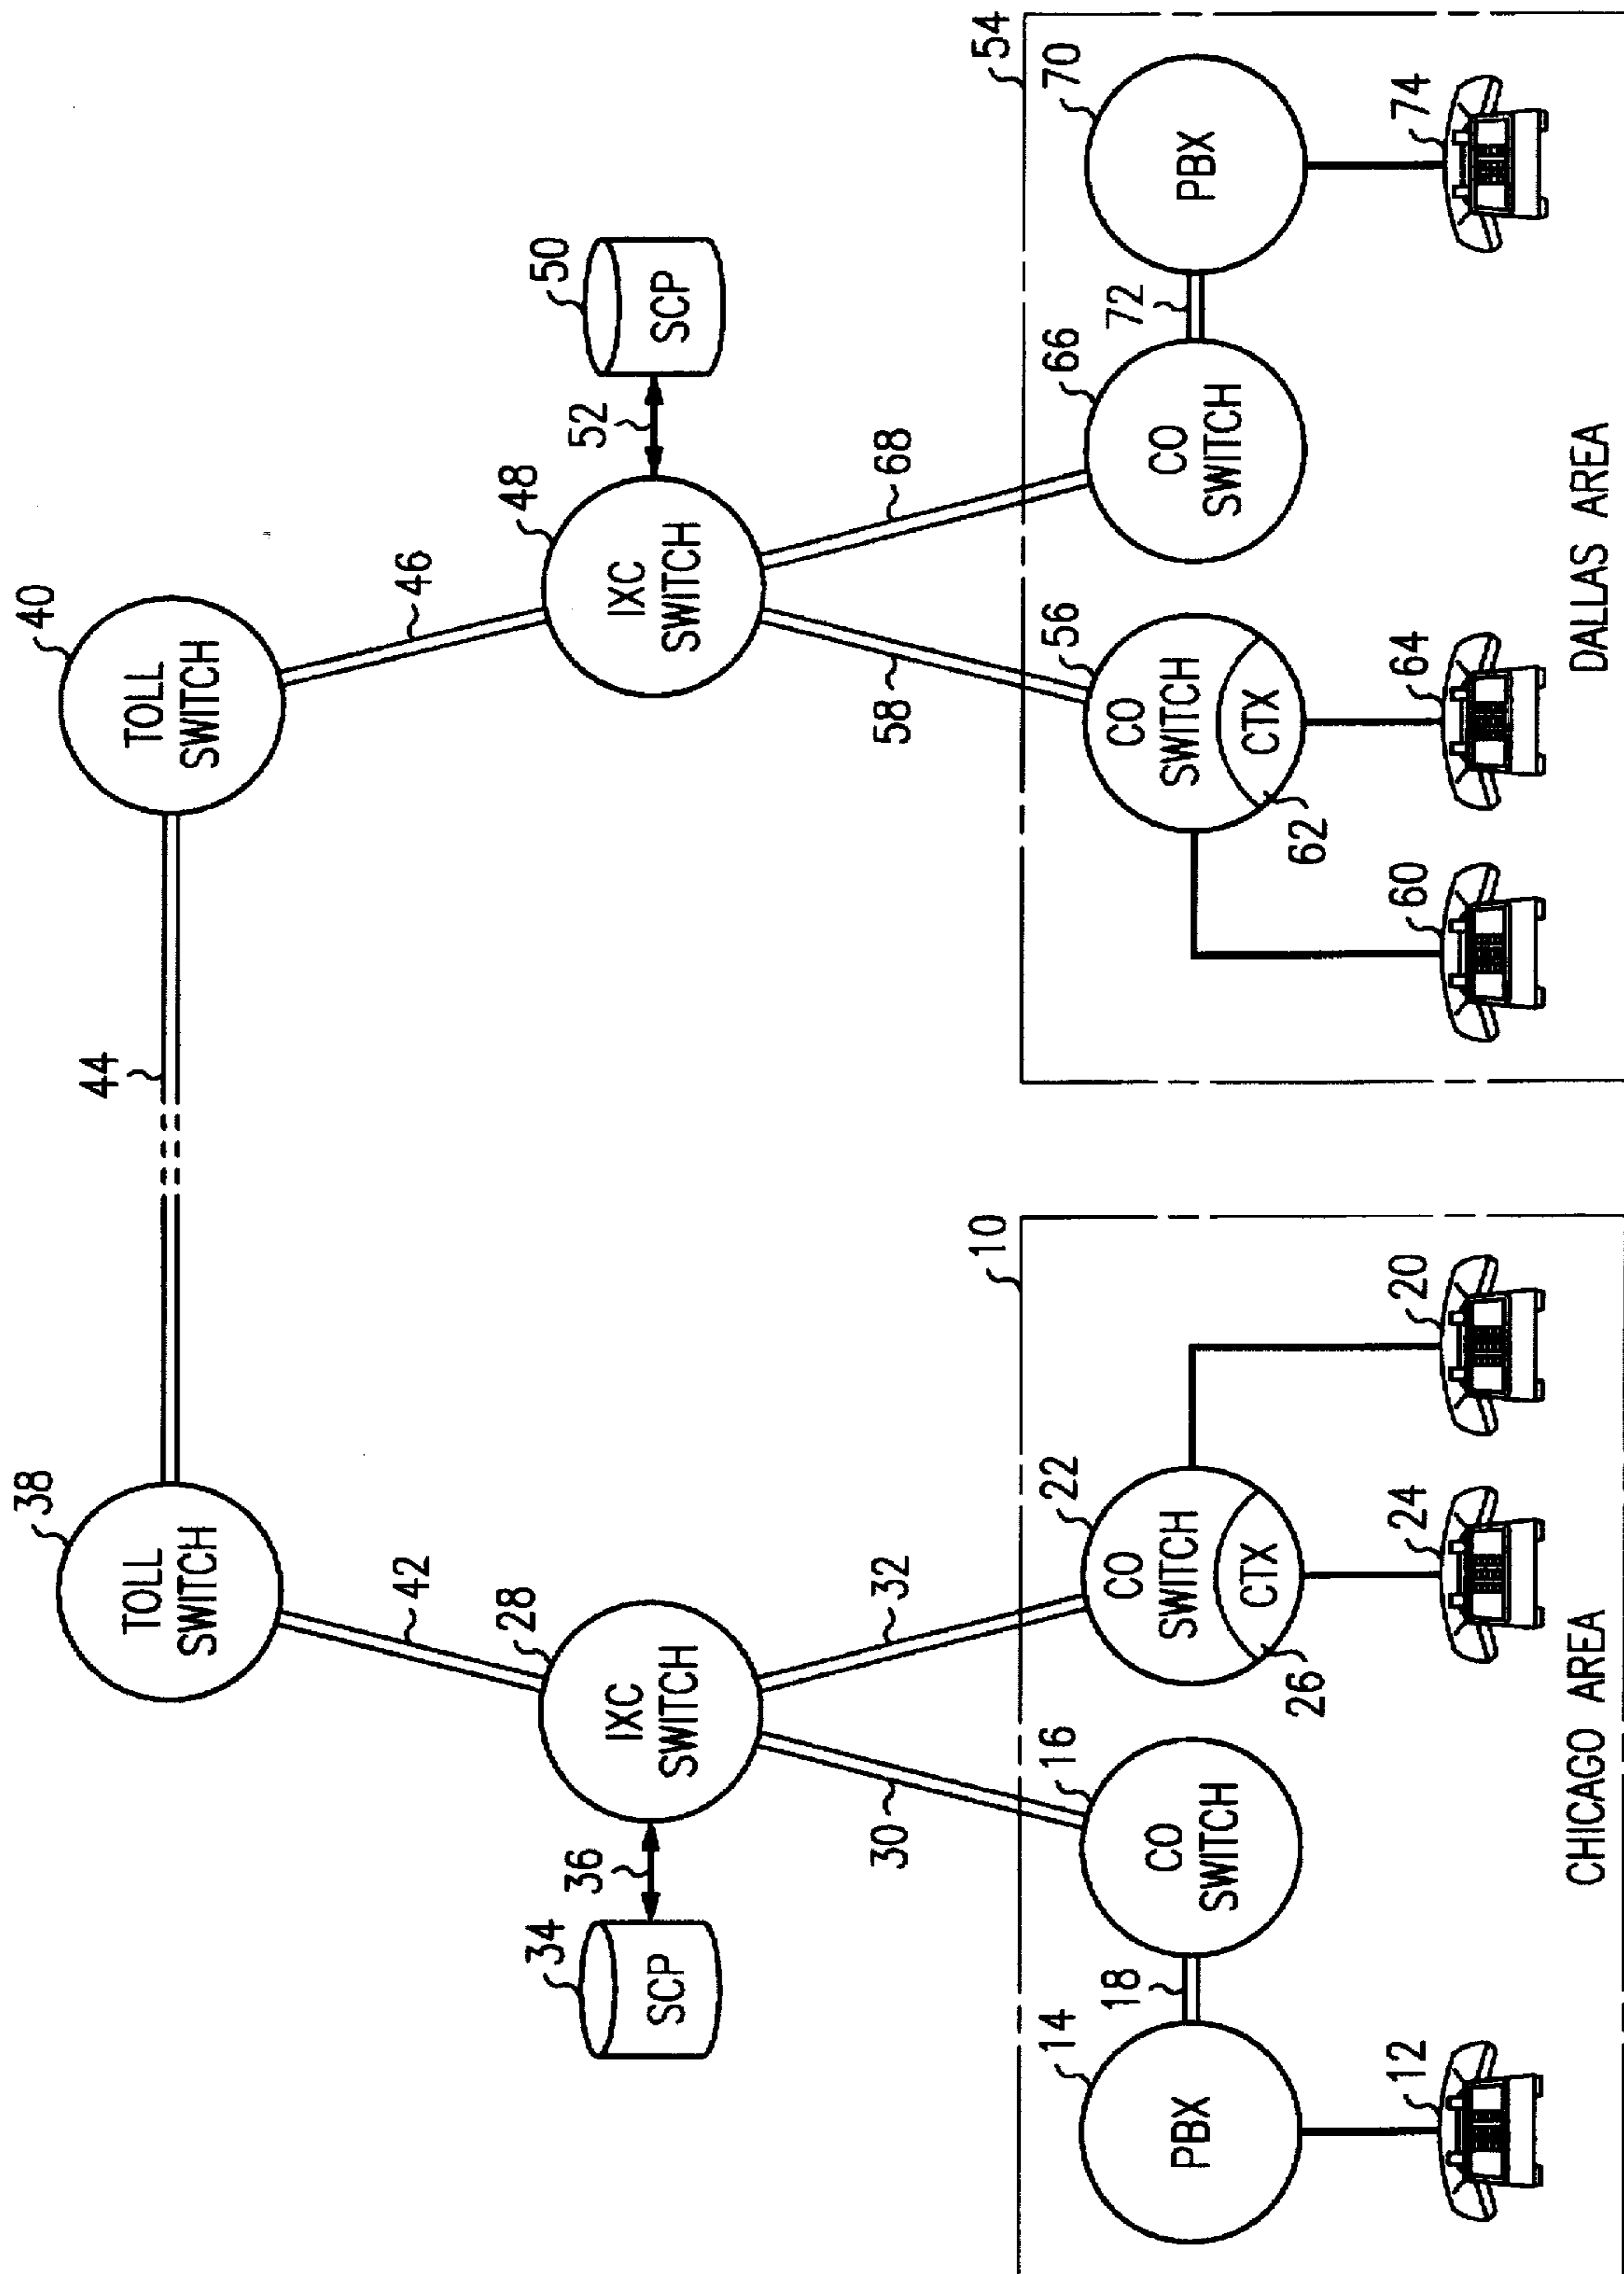 38
TOLL
SWITCH
44
40
TOLL
SWITCH
42
46
34
SCP
36
28
IXC
SWITCH
48
IXC
SWITCH
52
50
SCP
30
32
58
68
10
54
14
PBX
18
16
CO
SWITCH
22
CO
SWITCH
CTX
26
56
CO
SWITCH
CTX
62
66
CO
SWITCH
72
70
PBX
12
24
20
60
64
74
CHICAGO AREA
DALLAS AREA